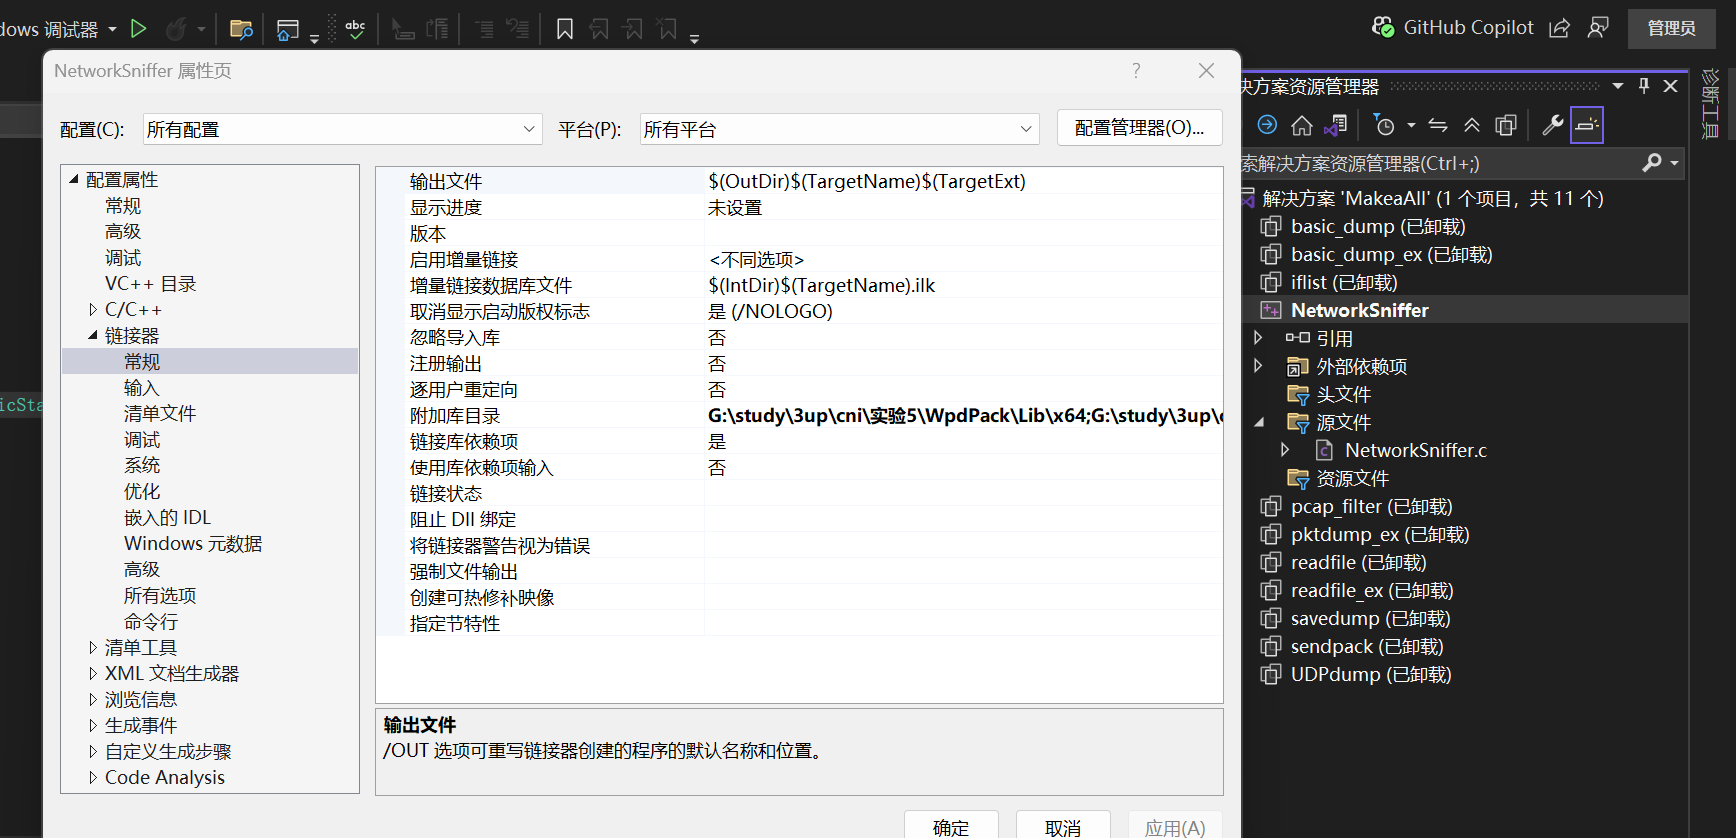 dows 调试器
abc
GitHub Copilot
管理员
NetworkSniffer 属性页
?
配置(C):
所有配置
平台(P):
所有平台
配置管理器(O)...
配置属性
常规
高级
调试
VC++ 目录
C/C++
链接器
常规
输入
清单文件
调试
系统
优化
嵌入的 IDL
Windows 元数据
高级
所有选项
命令行
清单工具
XML 文档生成器
浏览信息
生成事件
自定义生成步骤
Code Analysis
输出文件 $(OutDir)$(TargetName)$(TargetExt)
显示进度 未设置
版本
启用增量链接 <不同选项>
增量链接数据库文件 $(IntDir)$(TargetName).ilk
取消显示启动版权标志 是 (/NOLOGO)
忽略导入库 否
注册输出 否
逐用户重定向 否
附加库目录 G:\study\3up\cni\实验5\WpdPack\Lib\x64;G:\study\3up\c
链接库依赖项 是
使用库依赖项输入 否
链接状态
阻止 Dll 绑定
将链接器警告视为错误
强制文件输出
创建可热修补映像
指定节特性
输出文件
/OUT 选项可重写链接器创建的程序的默认名称和位置。
确定
取消
应用(A)
icSta
决方案资源管理器
索解决方案资源管理器(Ctrl+;)
解决方案 'MakeaAll' (1 个项目，共 11 个)
basic_dump (已卸载)
basic_dump_ex (已卸载)
iflist (已卸载)
NetworkSniffer
引用
外部依赖项
头文件
源文件
NetworkSniffer.c
资源文件
pcap_filter (已卸载)
pktdump_ex (已卸载)
readfile (已卸载)
readfile_ex (已卸载)
savedump (已卸载)
sendpack (已卸载)
UDPdump (已卸载)
诊断工具